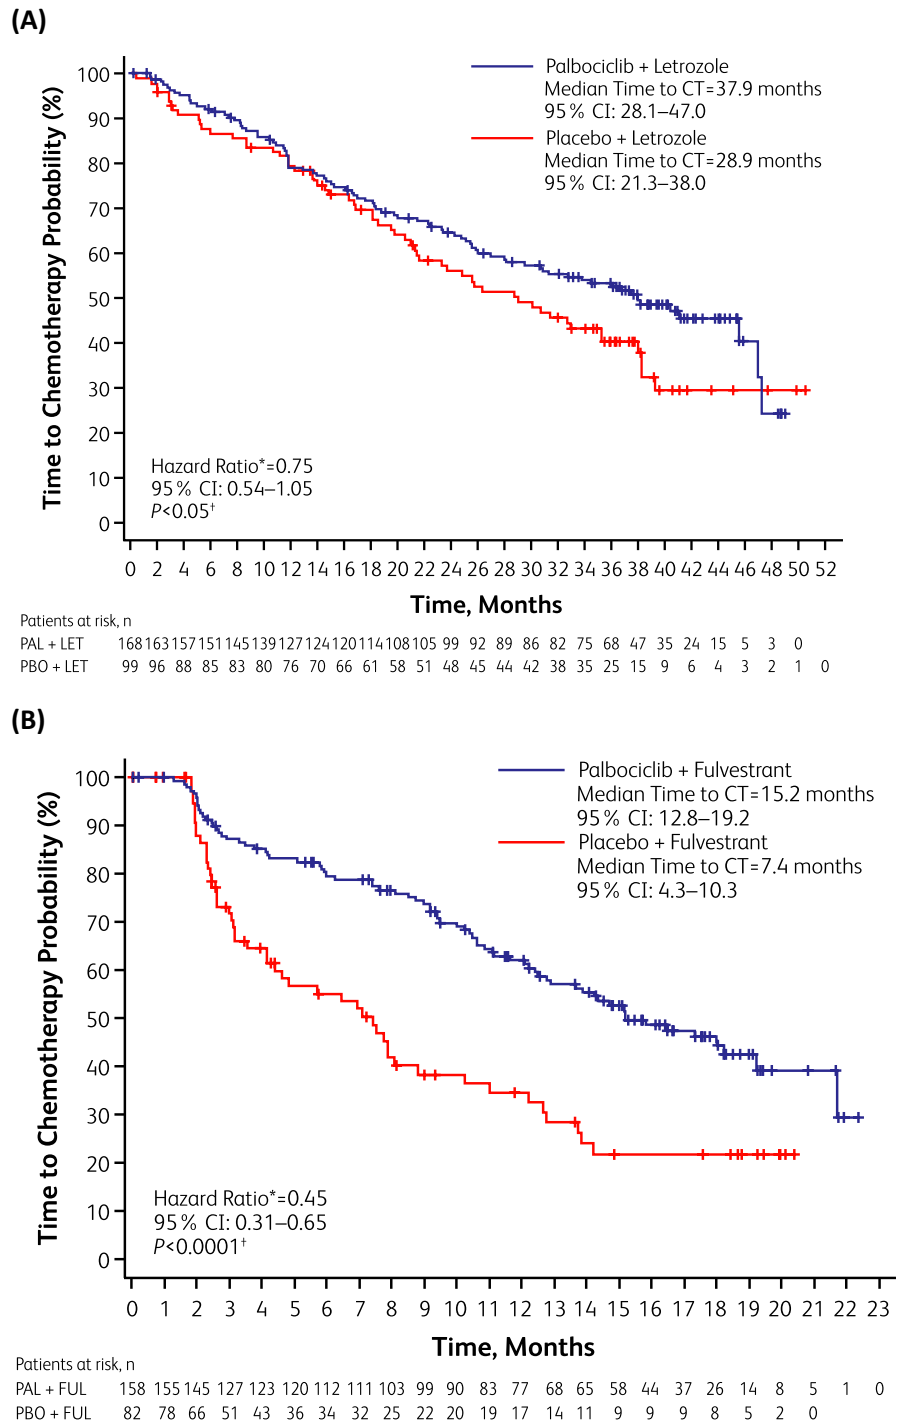 (A)
Time to Chemotherapy Probability (%)
100
90
80
70
60
50
40
30
20
10
0
Palbociclib + Letrozole
Median Time to CT=37.9 months
95 % CI: 28.1–47.0
Placebo + Letrozole
Median Time to CT=28.9 months
95 % CI: 21.3–38.0
Hazard Ratio*=0.75
95 % CI: 0.54–1.05
P<0.05†
0 2 4 6 8 10 12 14 16 18 20 22 24 26 28 30 32 34 36 38 40 42 44 46 48 50 52
Time, Months
Patients at risk, n
PAL + LET 168 163 157 151 145 139 127 124 120 114 108 105 99 92 89 86 82 75 68 47 35 24 15 5 3 0
PBO + LET 99 96 88 85 83 80 76 70 66 61 58 51 48 45 44 42 38 35 25 15 9 6 4 3 2 1 0
(B)
Time to Chemotherapy Probability (%)
100
90
80
70
60
50
40
30
20
10
0
Palbociclib + Fulvestrant
Median Time to CT=15.2 months
95 % CI: 12.8–19.2
Placebo + Fulvestrant
Median Time to CT=7.4 months
95 % CI: 4.3–10.3
Hazard Ratio*=0.45
95 % CI: 0.31–0.65
P<0.0001†
0 1 2 3 4 5 6 7 8 9 10 11 12 13 14 15 16 17 18 19 20 21 22 23
Time, Months
Patients at risk, n
PAL + FUL 158 155 145 127 123 120 112 111 103 99 90 83 77 68 65 58 44 37 26 14 8 5 1 0
PBO + FUL 82 78 66 51 43 36 34 32 25 22 20 19 17 14 11 9 9 9 8 5 2 0